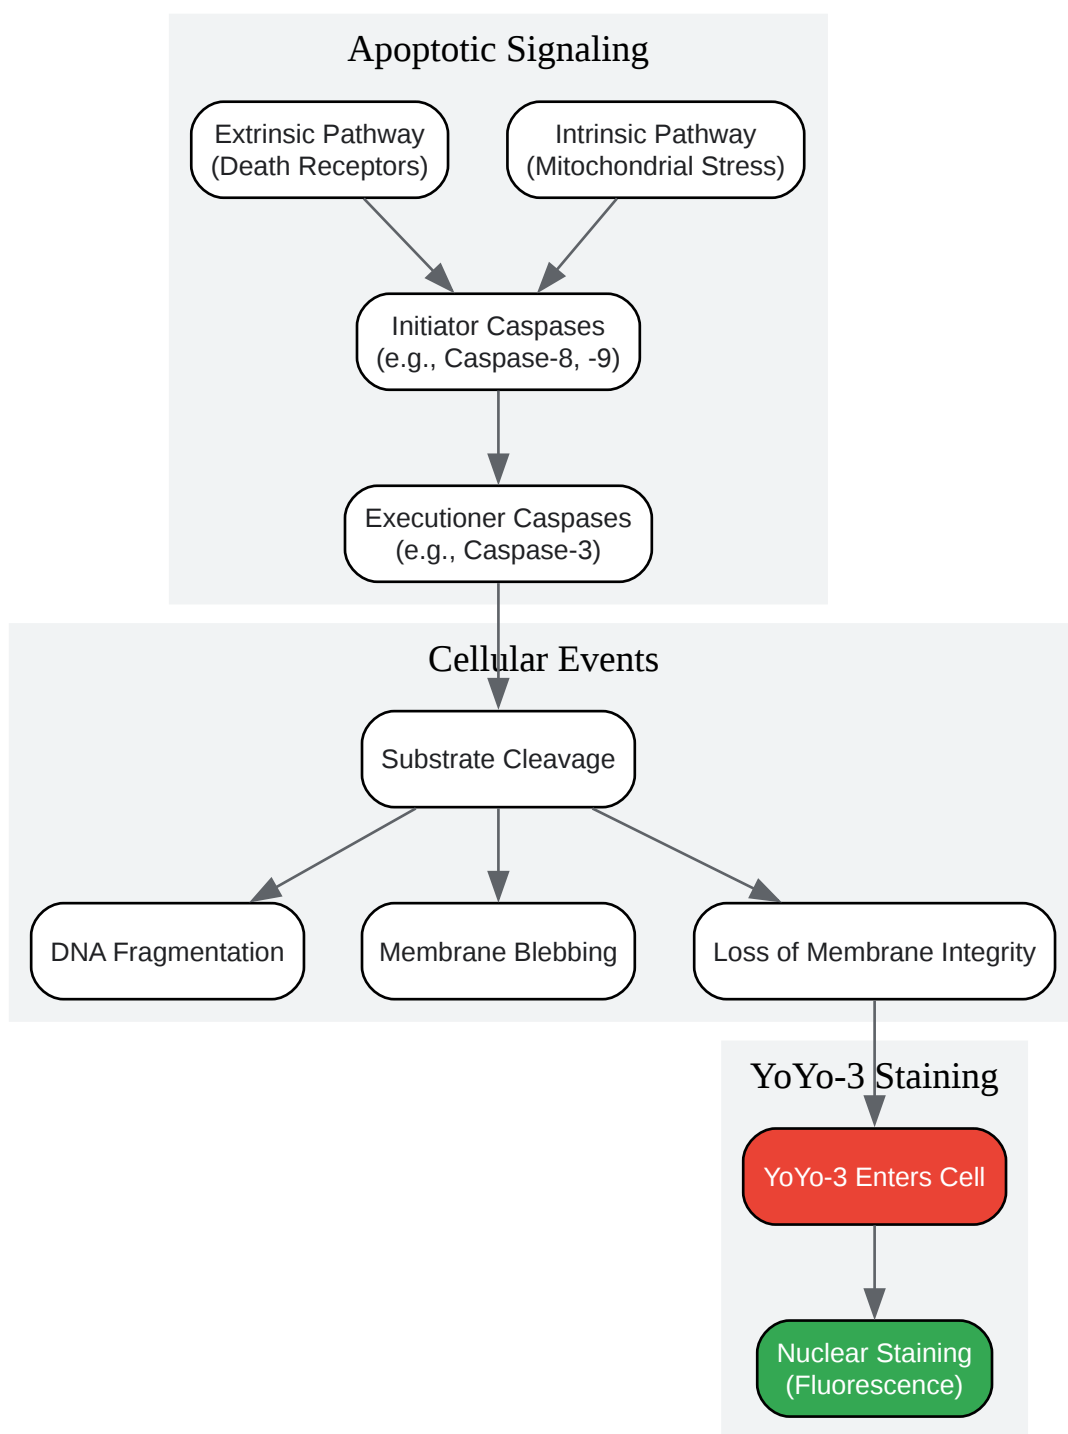 Apoptotic Signaling
Extrinsic Pathway
(Death Receptors)
Intrinsic Pathway
(Mitochondrial Stress)
Initiator Caspases
(e.g., Caspase-8, -9)
Executioner Caspases
(e.g., Caspase-3)
Cellular Events
Substrate Cleavage
DNA Fragmentation
Membrane Blebbing
Loss of Membrane Integrity
YoYo-3 Staining
YoYo-3 Enters Cell
Nuclear Staining
(Fluorescence)